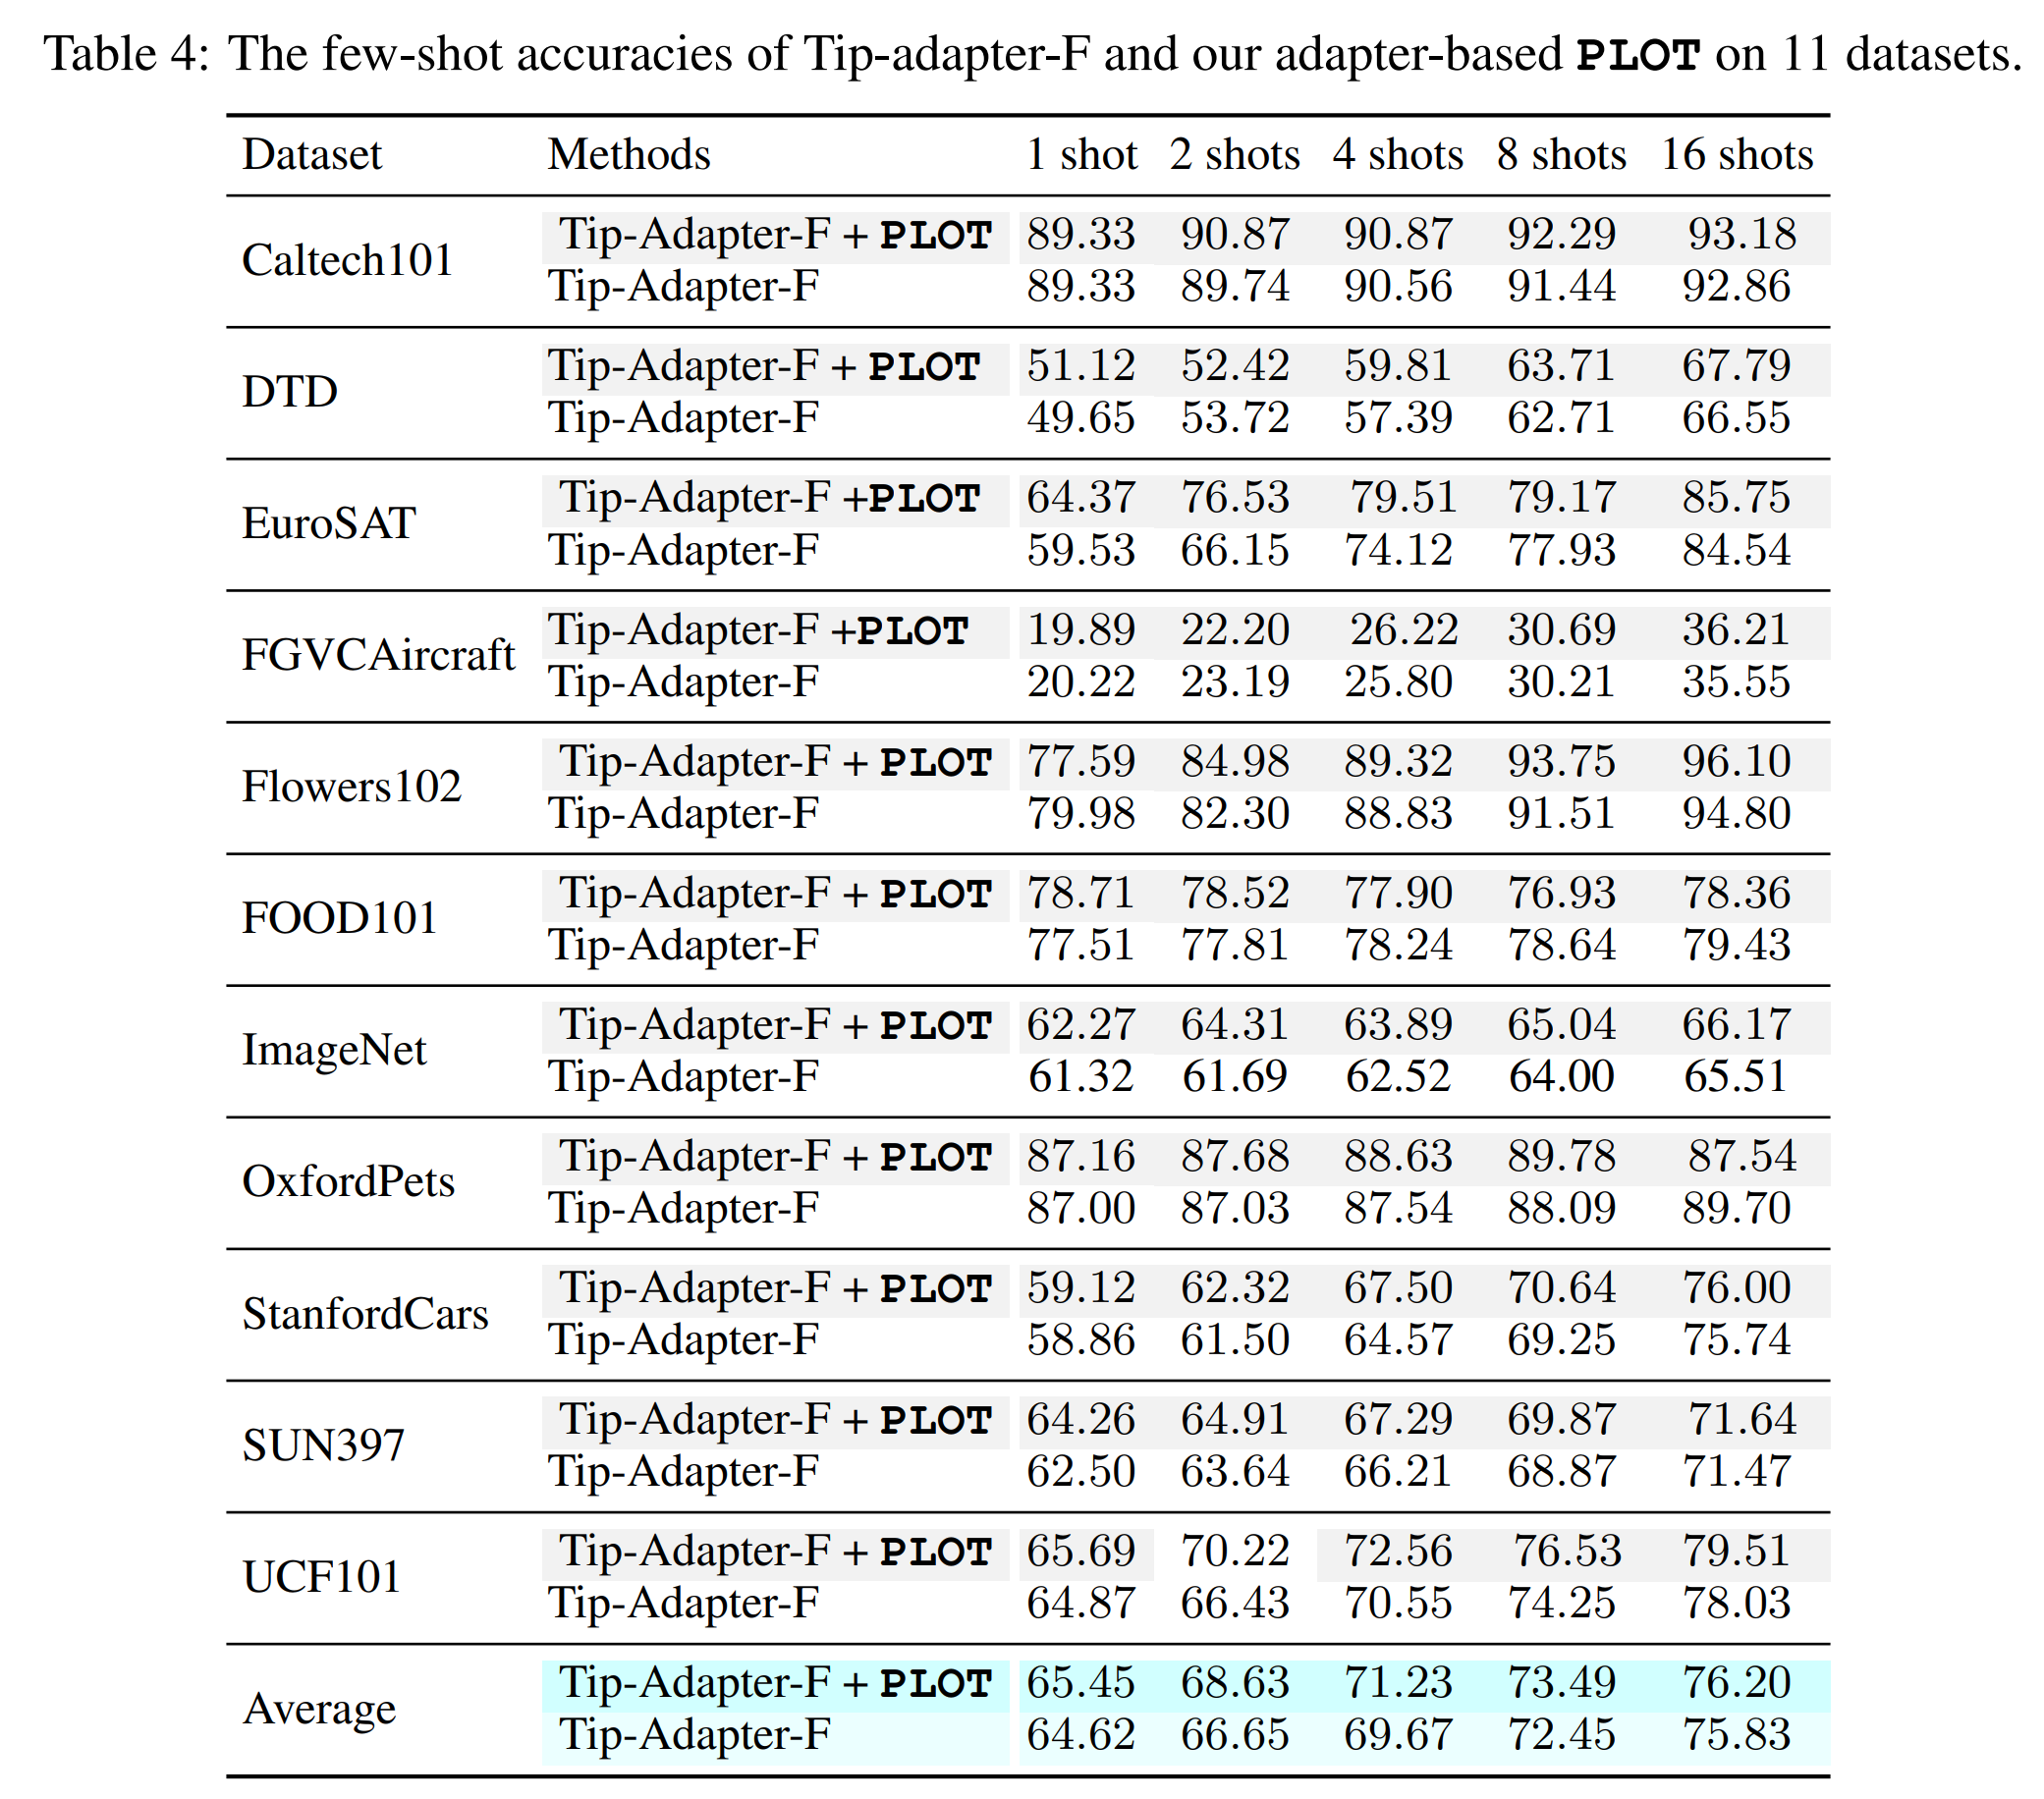 Table 4: The few-shot accuracies of Tip-adapter-F and our adapter-based PLOT on 11 datasets.
Dataset Methods 1 shot 2 shots 4 shots 8 shots 16 shots
Caltech101
Tip-Adapter-F + PLOT 89.33 90.87 90.87 92.29 93.18
Tip-Adapter-F 89.33 89.74 90.56 91.44 92.86
DTD
Tip-Adapter-F + PLOT 51.12 52.42 59.81 63.71 67.79
Tip-Adapter-F 49.65 53.72 57.39 62.71 66.55
EuroSAT
Tip-Adapter-F +PLOT 64.37 76.53 79.51 79.17 85.75
Tip-Adapter-F 59.53 66.15 74.12 77.93 84.54
FGVCAircraft
Tip-Adapter-F +PLOT 19.89 22.20 26.22 30.69 36.21
Tip-Adapter-F 20.22 23.19 25.80 30.21 35.55
Flowers102
Tip-Adapter-F + PLOT 77.59 84.98 89.32 93.75 96.10
Tip-Adapter-F 79.98 82.30 88.83 91.51 94.80
FOOD101
Tip-Adapter-F + PLOT 78.71 78.52 77.90 76.93 78.36
Tip-Adapter-F 77.51 77.81 78.24 78.64 79.43
ImageNet
Tip-Adapter-F + PLOT 62.27 64.31 63.89 65.04 66.17
Tip-Adapter-F 61.32 61.69 62.52 64.00 65.51
OxfordPets
Tip-Adapter-F + PLOT 87.16 87.68 88.63 89.78 87.54
Tip-Adapter-F 87.00 87.03 87.54 88.09 89.70
StanfordCars
Tip-Adapter-F + PLOT 59.12 62.32 67.50 70.64 76.00
Tip-Adapter-F 58.86 61.50 64.57 69.25 75.74
SUN397
Tip-Adapter-F + PLOT 64.26 64.91 67.29 69.87 71.64
Tip-Adapter-F 62.50 63.64 66.21 68.87 71.47
UCF101
Tip-Adapter-F + PLOT 65.69 70.22 72.56 76.53 79.51
Tip-Adapter-F 64.87 66.43 70.55 74.25 78.03
Average
Tip-Adapter-F + PLOT 65.45 68.63 71.23 73.49 76.20
Tip-Adapter-F 64.62 66.65 69.67 72.45 75.83